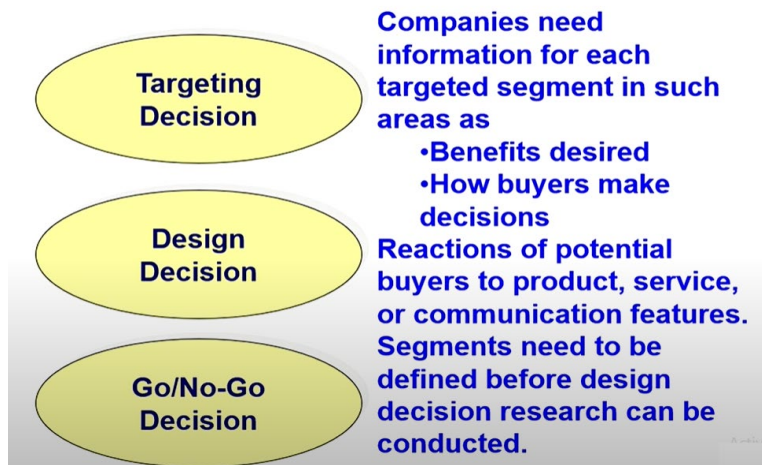 Targeting
Decision
Companies need
information for each
targeted segment in such
areas as
•Benefits desired
•How buyers make
decisions
Design
Decision
Reactions of potential
buyers to product, service,
or communication features.
Go/No-Go
Decision
Segments need to be
defined before design
decision research can be
conducted.